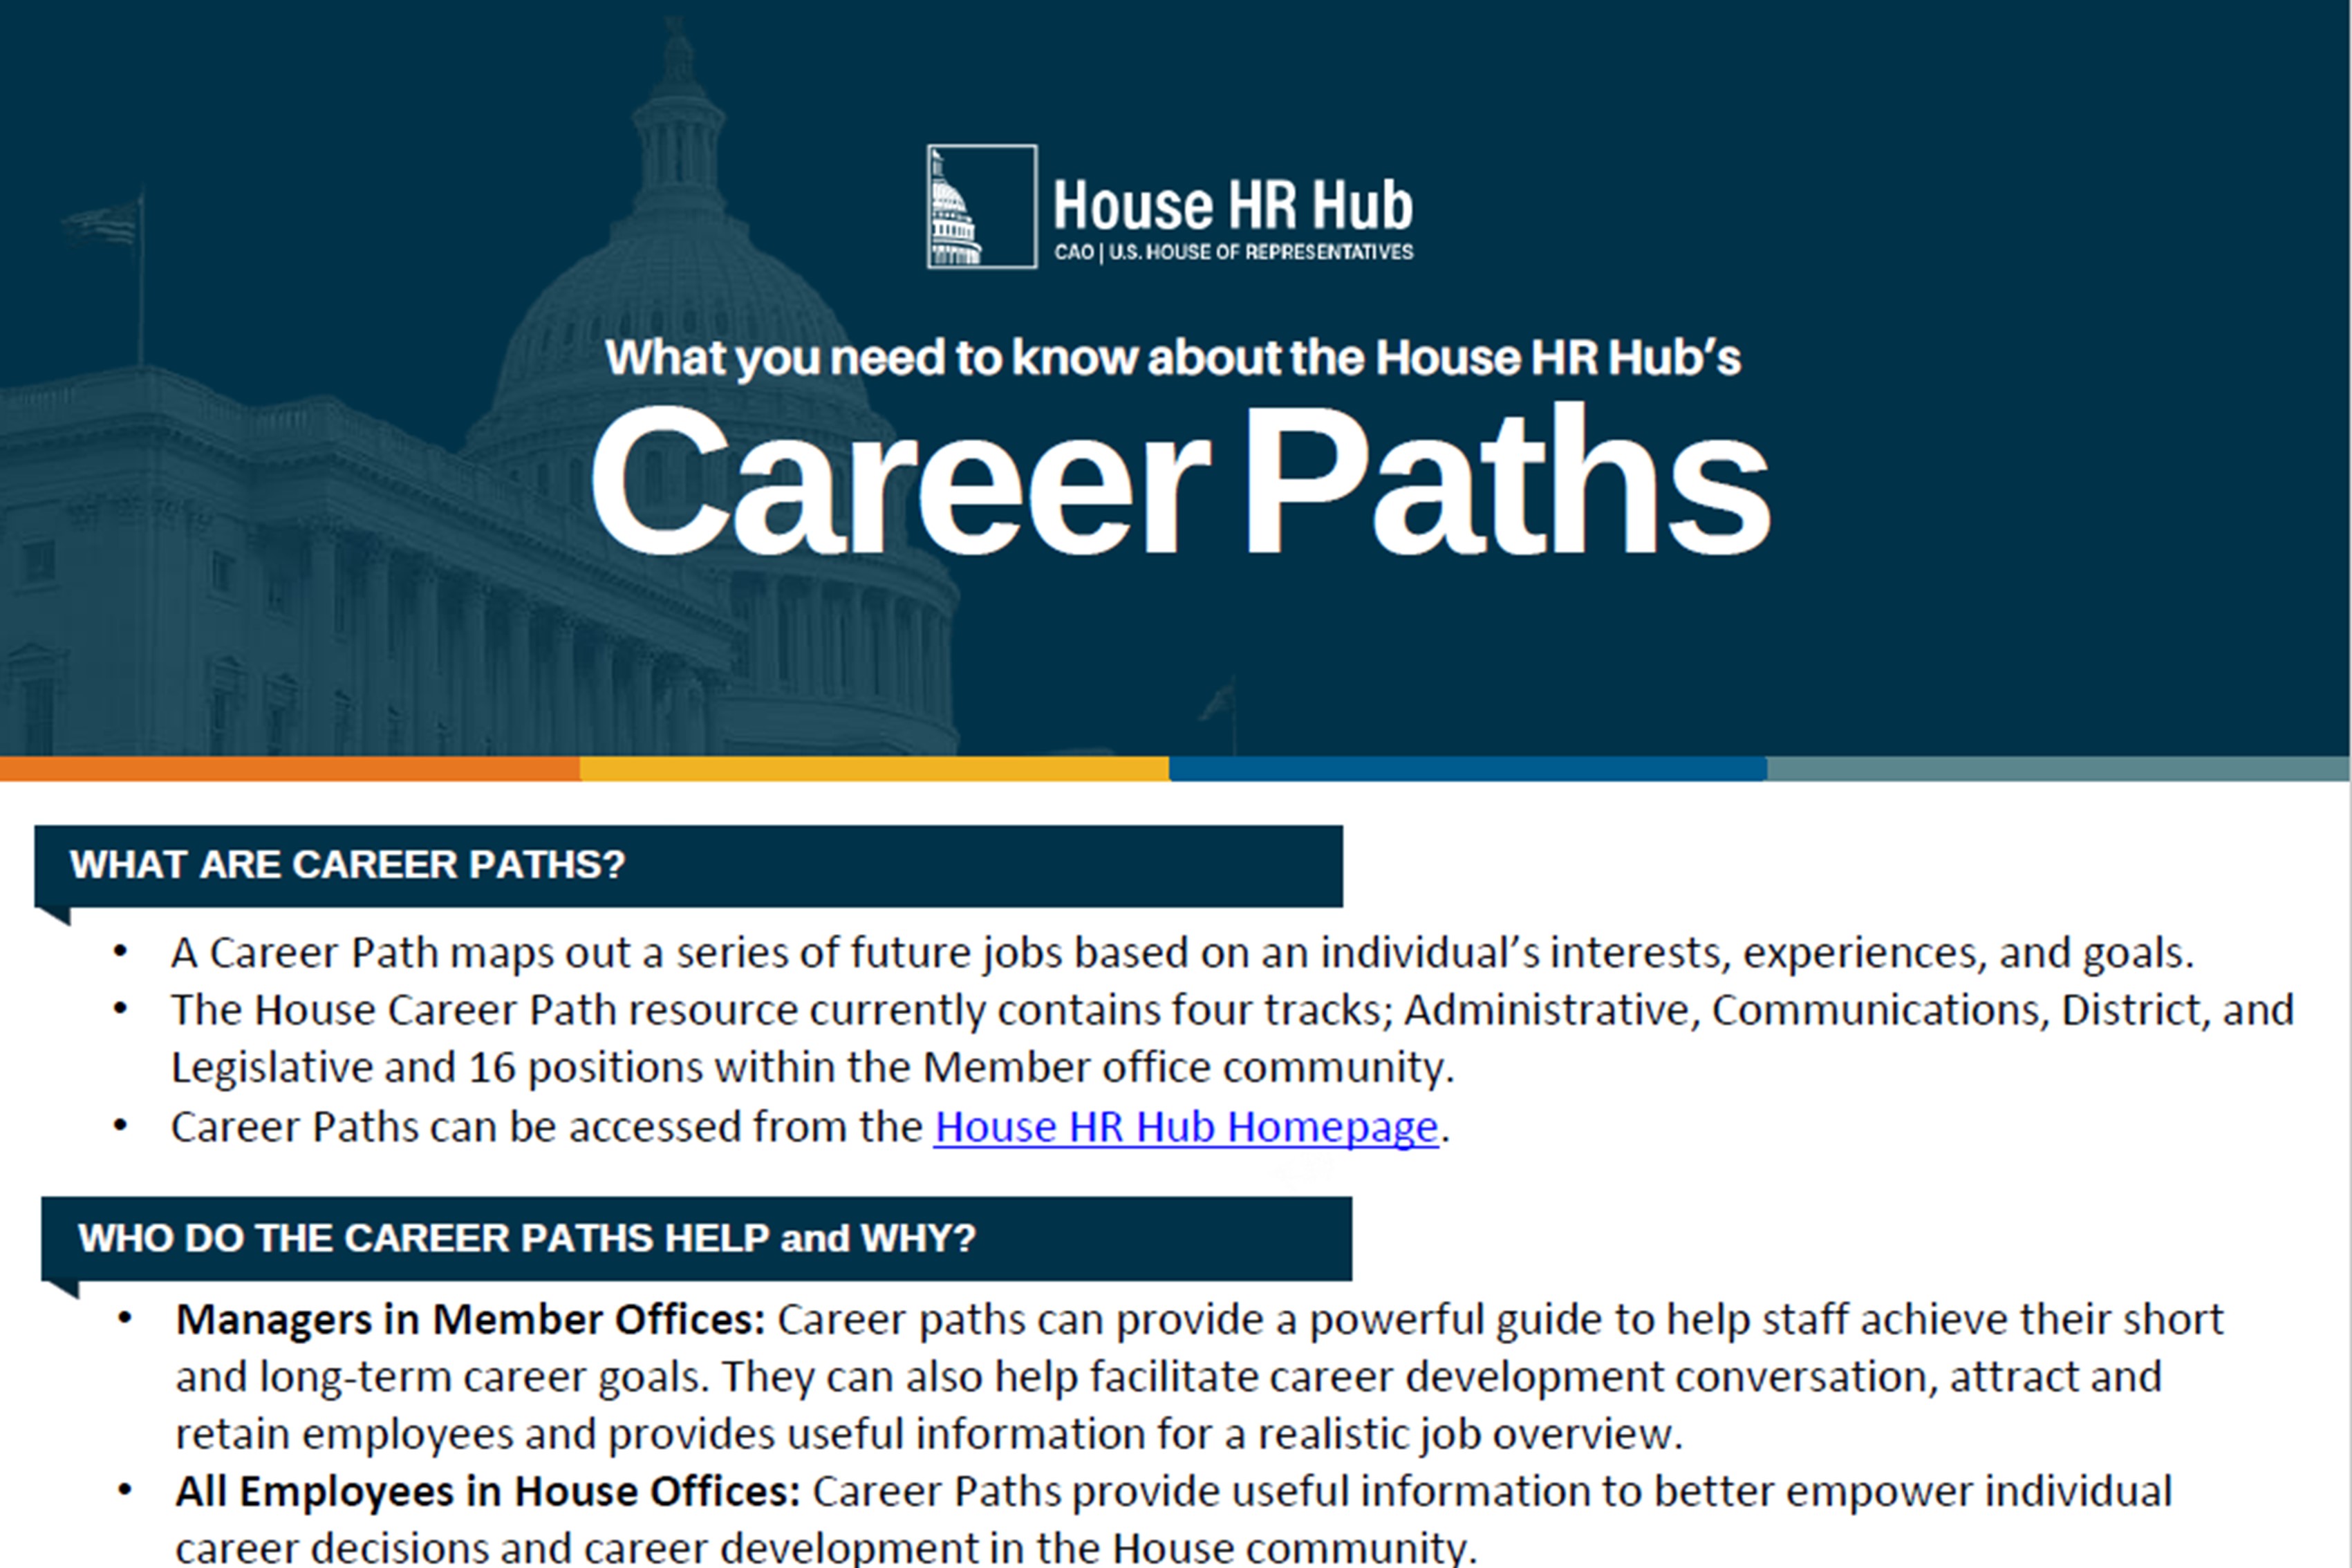 House HR Hub
CAO | U.S. HOUSE OF REPRESENTATIVES
What you need to know about the House HR Hub’s
Career Paths
WHAT ARE CAREER PATHS?
• A Career Path maps out a series of future jobs based on an individual’s interests, experiences, and goals.
• The House Career Path resource currently contains four tracks; Administrative, Communications, District, and
Legislative and 16 positions within the Member office community.
• Career Paths can be accessed from the House HR Hub Homepage.
WHO DO THE CAREER PATHS HELP and WHY?
• Managers in Member Offices: Career paths can provide a powerful guide to help staff achieve their short
and long-term career goals. They can also help facilitate career development conversation, attract and
retain employees and provides useful information for a realistic job overview.
• All Employees in House Offices: Career Paths provide useful information to better empower individual
career decisions and career development in the House community.